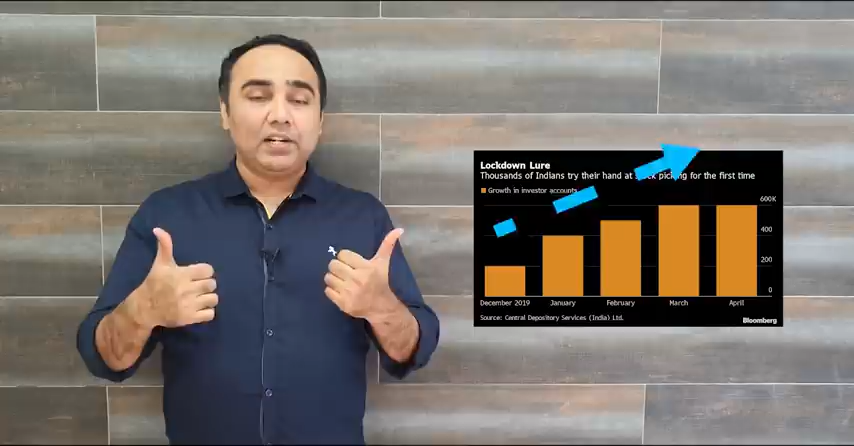 Lockdown Lure
Thousands of Indians try their hand at stock picking for the first time
Growth in investor accounts
600K
400
200
0
December 2019 January February March April
Source: Central Depository Services (India) Ltd.
Bloomberg